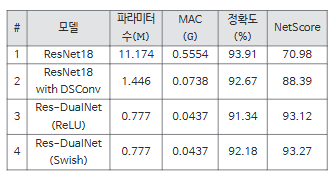 # 모델 파라미터 수(M) MAC (G) 정확도 (%) NetScore
1 ResNet18 11.174 0.5554 93.91 70.98
2 ResNet18 with DSConv 1.446 0.0738 92.67 88.39
3 Res-DualNet (ReLU) 0.777 0.0437 91.34 93.12
4 Res-DualNet (Swish) 0.777 0.0437 92.18 93.27